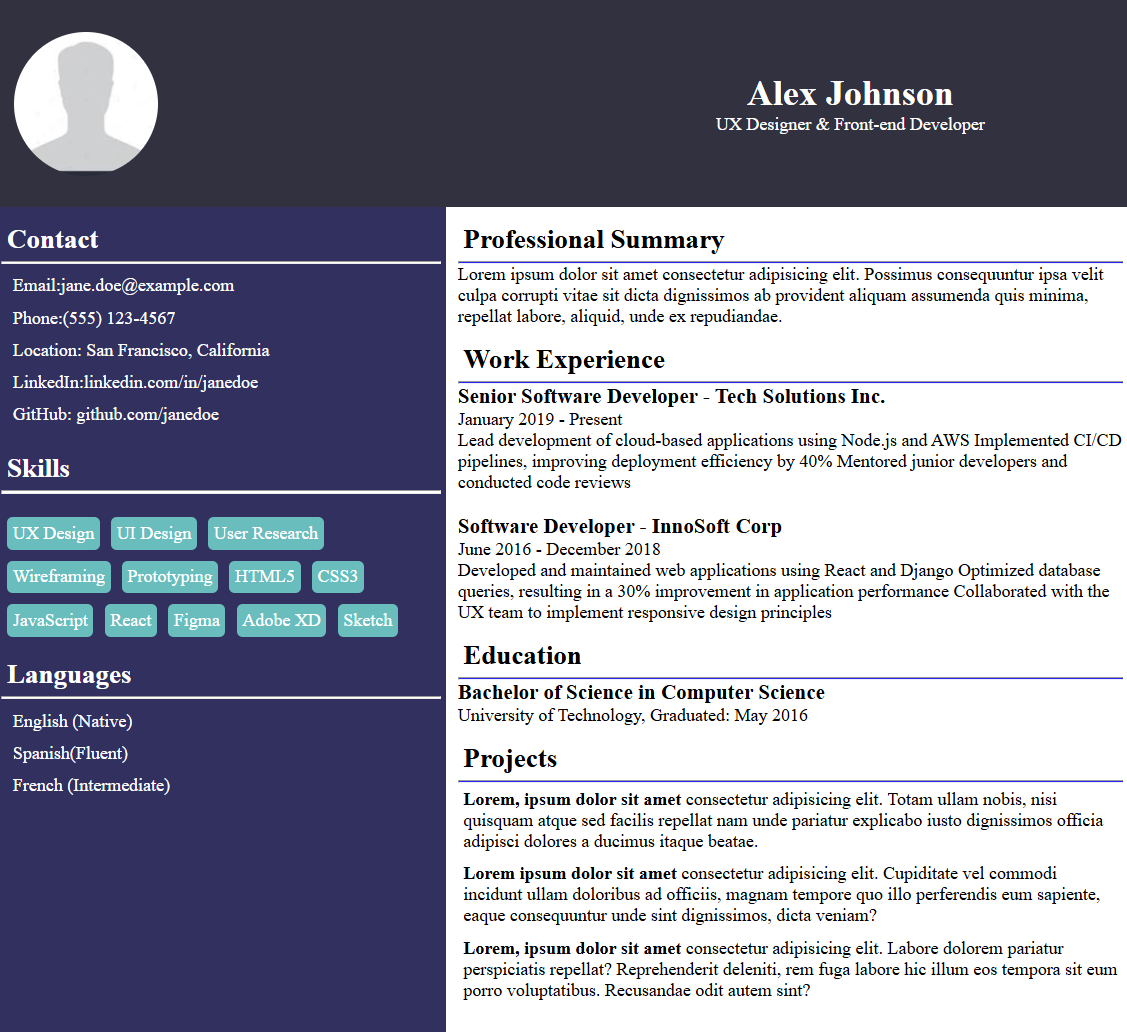 Alex Johnson
UX Designer & Front-end Developer
Contact
Email:jane.doe@example.com
Phone:(555) 123-4567
Location: San Francisco, California
LinkedIn:linkedin.com/in/janedoe
GitHub: github.com/janedoe
Skills
UX Design UI Design User Research
Wireframing Prototyping HTML5 CSS3
JavaScript React Figma Adobe XD Sketch
Languages
English (Native)
Spanish(Fluent)
French (Intermediate)
Professional Summary
Lorem ipsum dolor sit amet consectetur adipisicing elit. Possimus consequuntur ipsa velit
culpa corrupti vitae sit dicta dignissimos ab provident aliquam assumenda quis minima,
repellat labore, aliquid, unde ex repudiandae.
Work Experience
Senior Software Developer - Tech Solutions Inc.
January 2019 - Present
Lead development of cloud-based applications using Node.js and AWS Implemented CI/CD
pipelines, improving deployment efficiency by 40% Mentored junior developers and
conducted code reviews
Software Developer - InnoSoft Corp
June 2016 - December 2018
Developed and maintained web applications using React and Django Optimized database
queries, resulting in a 30% improvement in application performance Collaborated with the
UX team to implement responsive design principles
Education
Bachelor of Science in Computer Science
University of Technology, Graduated: May 2016
Projects
Lorem, ipsum dolor sit amet consectetur adipisicing elit. Totam ullam nobis, nisi
quisquam atque sed facilis repellat nam unde pariatur explicabo iusto dignissimos officia
adipisci dolores a ducimus itaque beatae.
Lorem ipsum dolor sit amet consectetur adipisicing elit. Cupiditate vel commodi
incidunt ullam doloribus ad officiis, magnam tempore quo illo perferendis eum sapiente,
eaque consequuntur unde sint dignissimos, dicta veniam?
Lorem, ipsum dolor sit amet consectetur adipisicing elit. Labore dolorem pariatur
perspiciatis repellat? Reprehenderit deleniti, rem fuga labore hic illum eos tempora sit eum
porro voluptatibus. Recusandae odit autem sint?